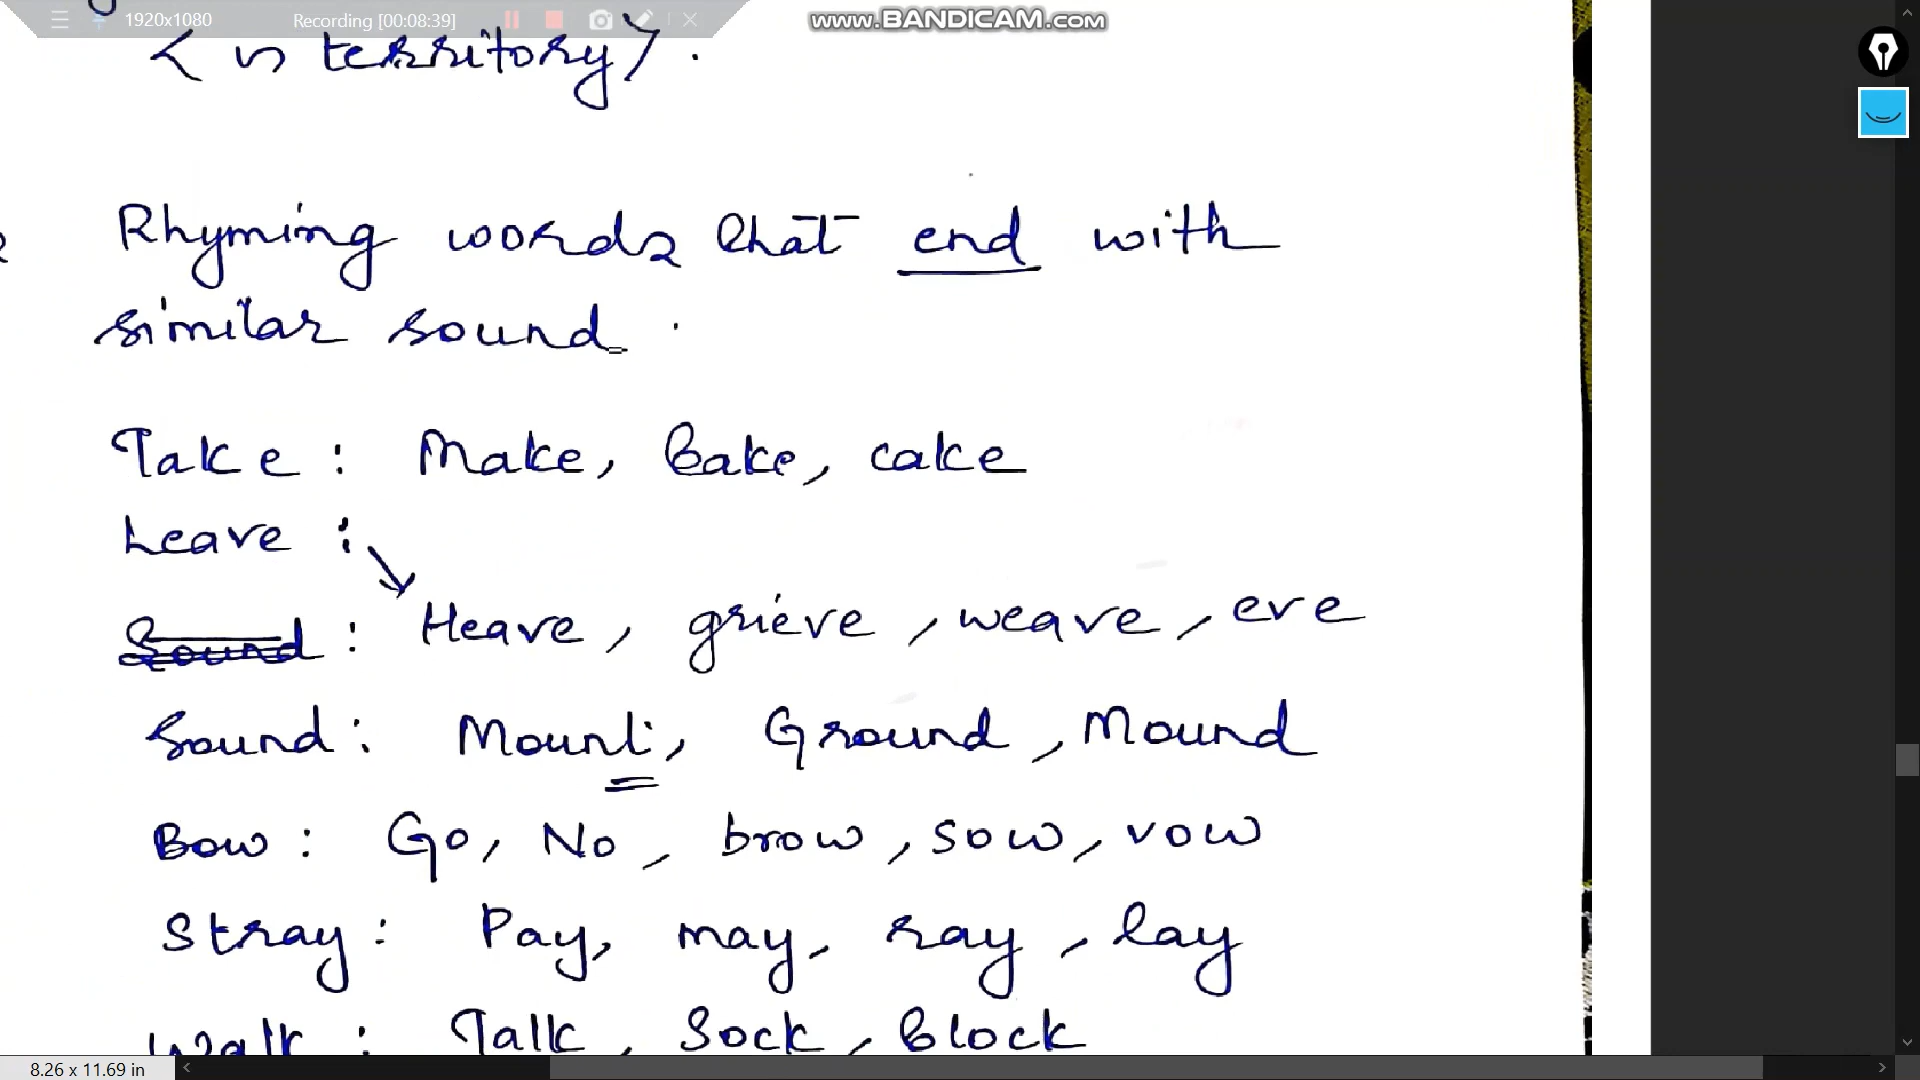 1920x1080 Recording [00:08:39]
www.BANDICAM.com
< in territory>.
Rhyming words that end with
similar sound.
Take : Make, Bake, cake
Leave :
Sound : Heave, grieve, weave, eve
Sound : Mount, Ground, Mound
Bow : Go, No, brow, sow, vow
Stray : Pay, may, ray, lay
Walk : Talk, Sock, Block
8.26 x 11.69 in